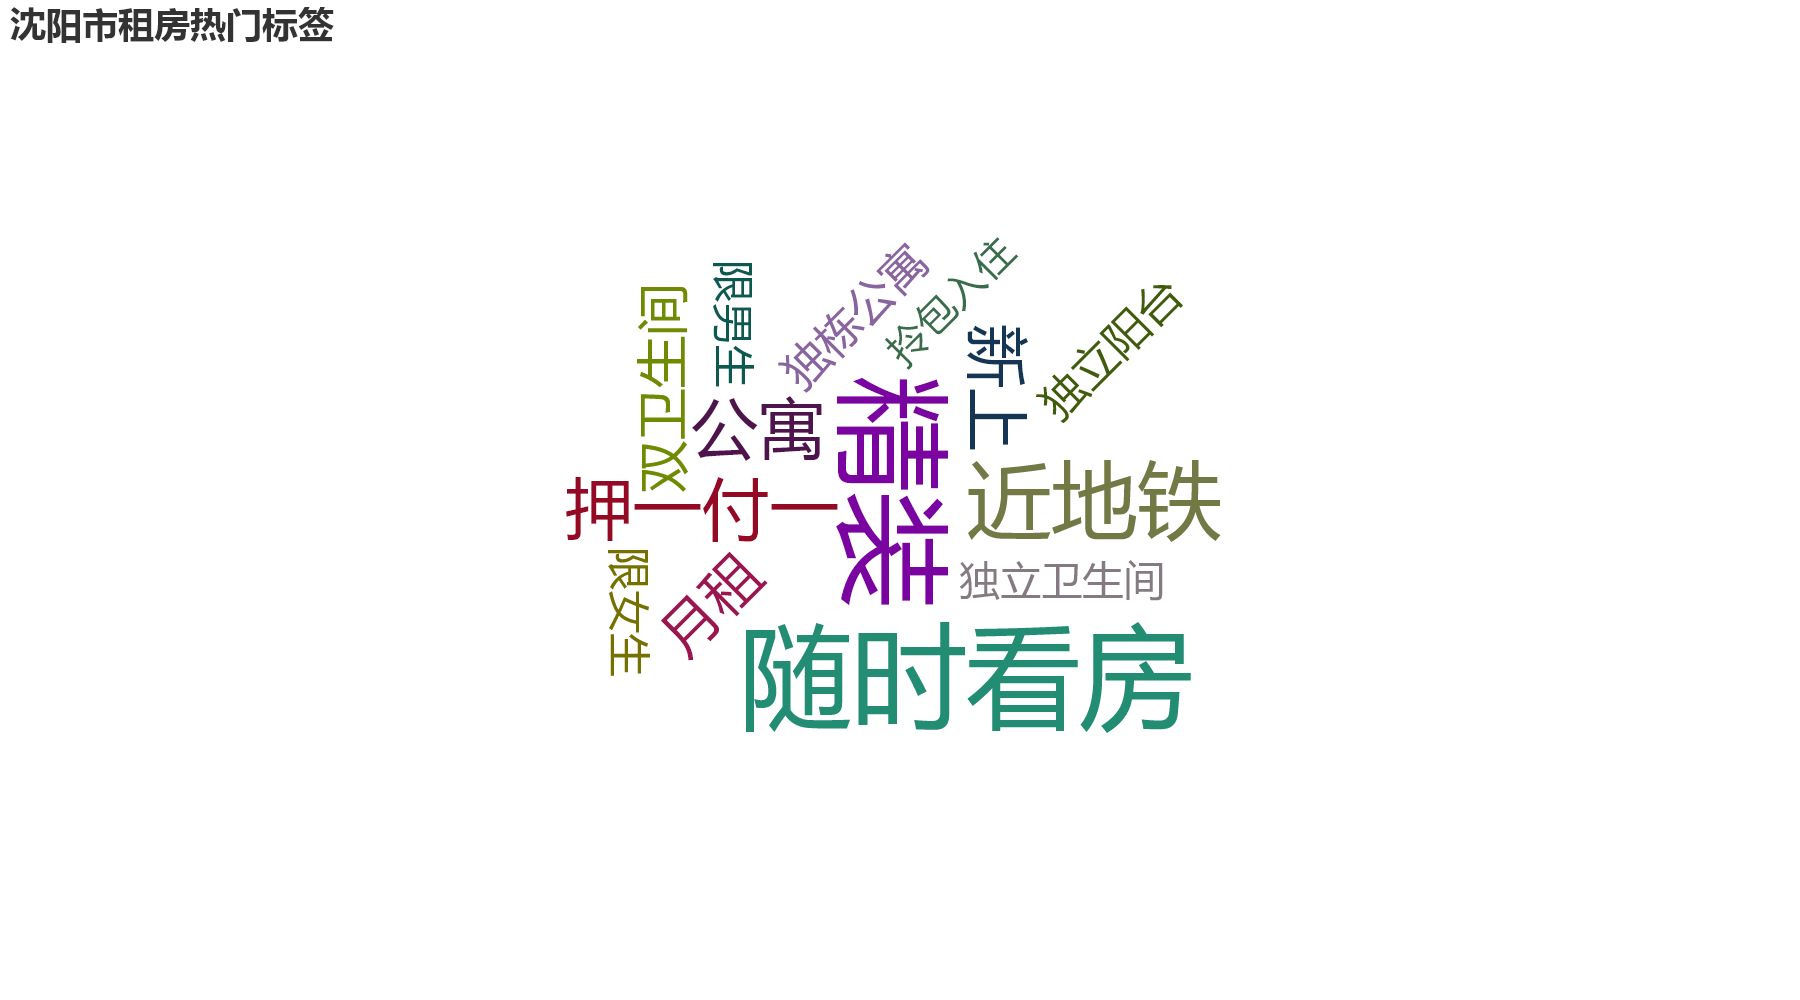 沈阳市租房热门标签
限男生
独栋公寓
拎包入住
独立阳台
双卫生间
新上
公寓
精装
近地铁
押一付一
限女生
月租
独立卫生间
随时看房